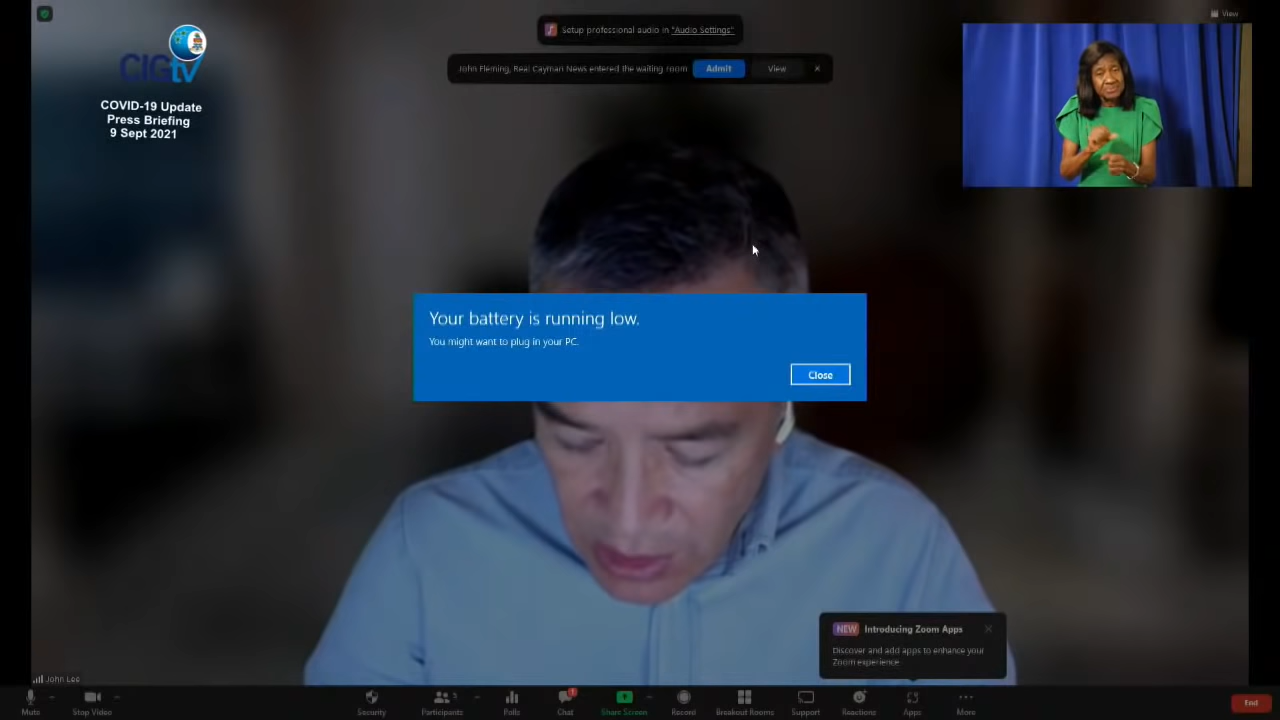 View
Setup professional audio in "Audio Settings"
CIGtv
John Fleming, Real Cayman News entered the waiting room
Admit
View
COVID-19 Update
Press Briefing
9 Sept 2021
Your battery is running low.
You might want to plug in your PC.
Close
NEW Introducing Zoom Apps
Discover and add apps to enhance your
Zoom experience
John Lee
Mute
Stop Video
Security
Participants
5
Polls
Chat
1
Share Screen
Record
Breakout Rooms
Support
Reactions
Apps
More
End